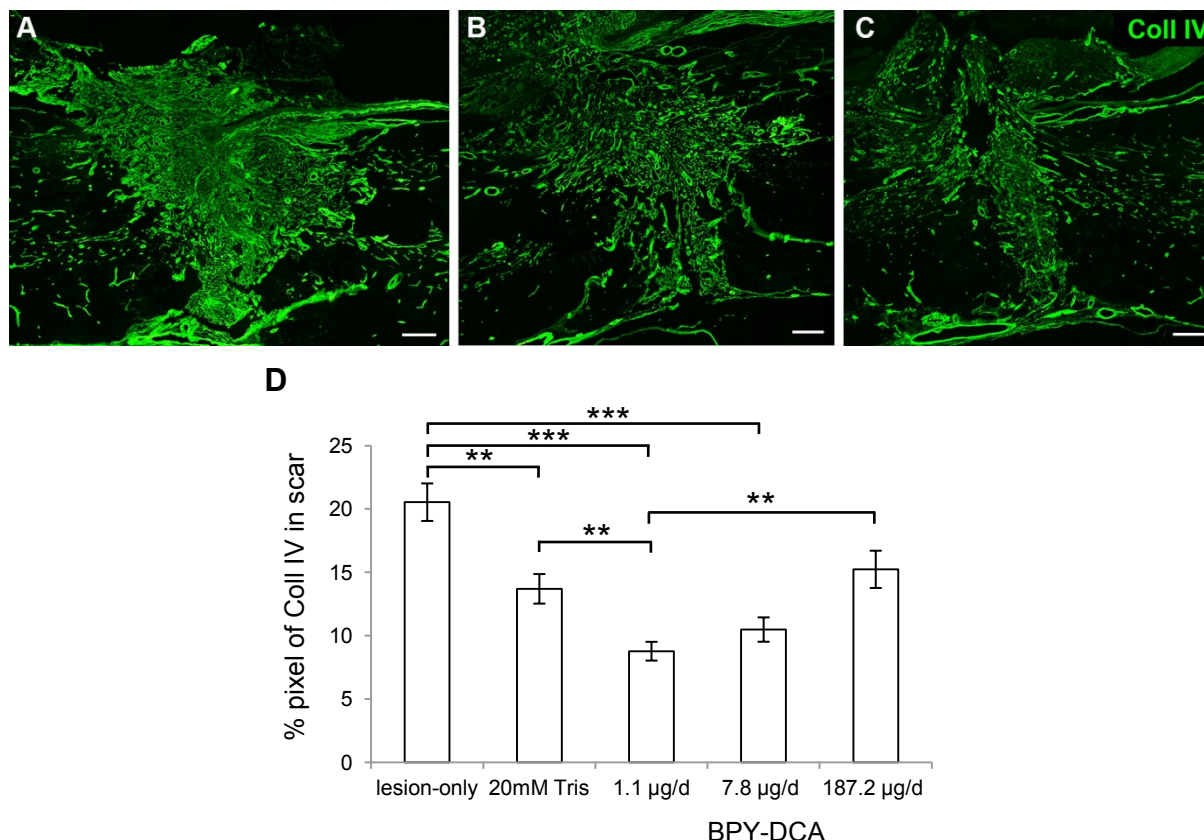 A
B
C
Coll IV
D
***
***
**
**
**
25
20
15
10
5
0
% pixel of Coll IV in scar
lesion-only 20mM Tris 1.1 µg/d 7.8 µg/d 187.2 µg/d
BPY-DCA